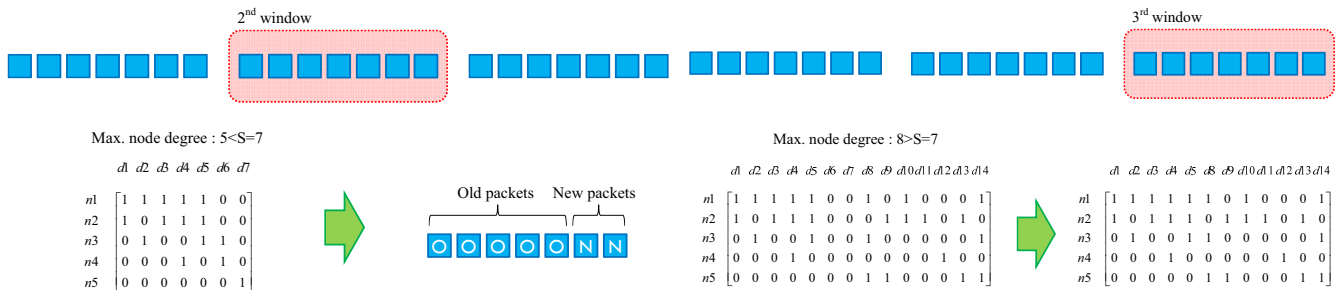 2nd window
3rd window
Max. node degree : 5<S=7
d1 d2 d3 d4 d5 d6 d7
n1 1 1 1 1 1 0 0
n2 1 0 1 1 1 0 0
n3 0 1 0 0 1 1 0
n4 0 0 0 1 0 1 0
n5 0 0 0 0 0 0 1
Old packets New packets
O O O O O N N
Max. node degree : 8>S=7
d1 d2 d3 d4 d5 d6 d7 d8 d9 d10 d11 d12 d13 d14
n1 1 1 1 1 1 0 0 1 0 1 0 0 0 1
n2 1 0 1 1 1 0 0 0 1 1 1 0 1 0
n3 0 1 0 0 1 0 0 1 0 0 0 0 0 1
n4 0 0 0 1 0 0 0 0 0 0 0 1 0 0
n5 0 0 0 0 0 0 0 1 1 0 0 0 1 1
d1 d2 d3 d4 d5 d8 d9 d10 d11 d12 d13 d14
n1 1 1 1 1 1 1 0 1 0 0 0 1
n2 1 0 1 1 1 0 1 1 1 0 1 0
n3 0 1 0 0 1 1 0 0 0 0 0 1
n4 0 0 0 1 0 0 0 0 0 1 0 0
n5 0 0 0 0 0 1 1 0 0 0 1 1